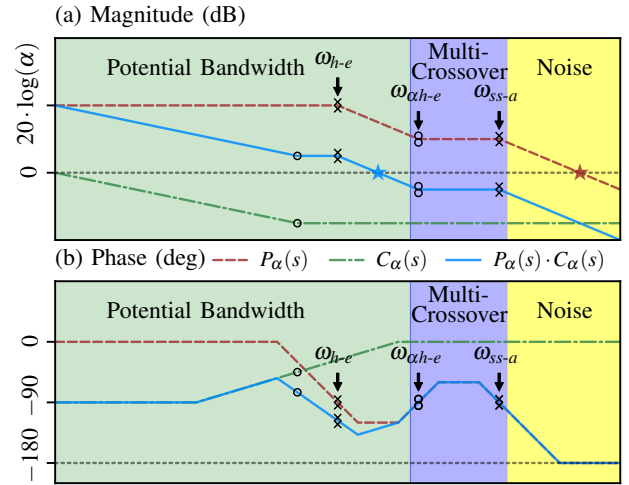 (a) Magnitude (dB)
Potential Bandwidth
Multi-
Crossover
Noise
ω_{h-e}
ω_{αh-e}
ω_{ss-a}
20·log(α)
0
(b) Phase (deg)
P_α(s)
C_α(s)
P_α(s)·C_α(s)
Potential Bandwidth
Multi-
Crossover
Noise
ω_{h-e}
ω_{αh-e}
ω_{ss-a}
0
−90
−180